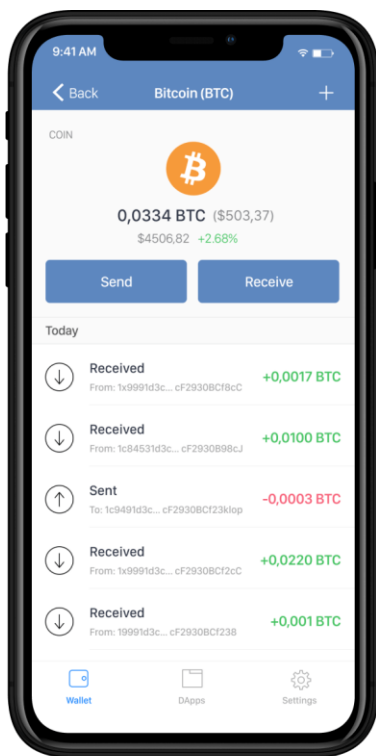 9:41 AM
Back
Bitcoin (BTC)
COIN
0,0334 BTC ($503,37)
$4506,82 +2.68%
Send
Receive
Today
Received
From: 1x9991d3c... cF2930BCf8cC
+0,0017 BTC
Received
From: 1c84531d3c... cF2930B98cJ
+0,0100 BTC
Sent
To: 1c9491d3c... cF2930BCf23klop
-0,0003 BTC
Received
From: 1x9991d3c... cF2930BCf2cC
+0,0220 BTC
Received
From: 19991d3c... cF2930BCf238
+0,001 BTC
Wallet
DApps
Settings